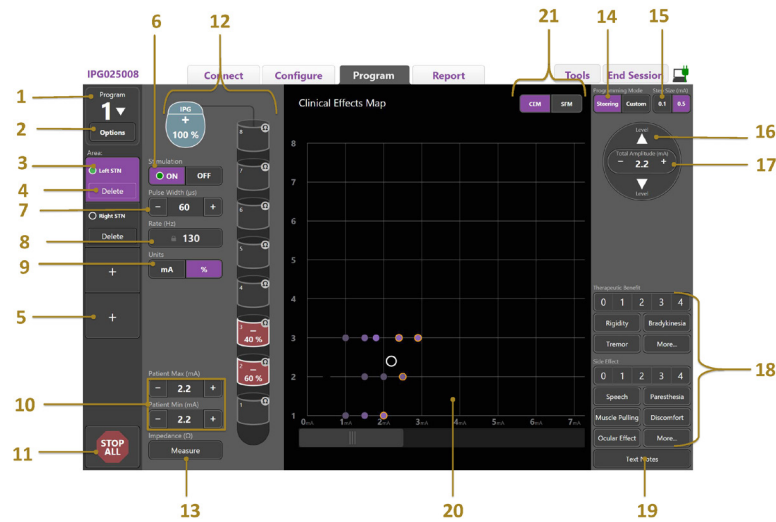 6
12
21
14
15
IPG025008
Connect
Configure
Program
Report
Tools
End Session
1
Program
1
2
Options
Area:
3
Left STN
4
Delete
Right STN
Delete
+
5
+
11
STOP
ALL
IPG
+
100 %
Stimulation
ON OFF
7
Pulse Width (µs)
− 60 +
8
Rate (Hz)
130
9
Units
mA %
10
Patient Max (mA)
− 2.2 +
Patient Max (mA)
− 2.2 +
Impedance (Ω)
Measure
13
8
7
6
5
4
3
−
40 %
2
−
60 %
1
Clinical Effects Map
CEM SFM
8
7
6
5
4
3
2
1
0mA 1mA 2mA 3mA 4mA 5mA 6mA 7mA
20
Programming Mode Step Size (mA)
Steering Custom 0.1 0.5
16
Level
Total Amplitude (mA)
− 2.2 +
17
Level
Therapeutic Benefit
0 1 2 3 4
Rigidity Bradykinesia
Tremor More...
18
Side Effect
0 1 2 3 4
Speech Paresthesia
Muscle Pulling Discomfort
Ocular Effect More...
Text Notes
19